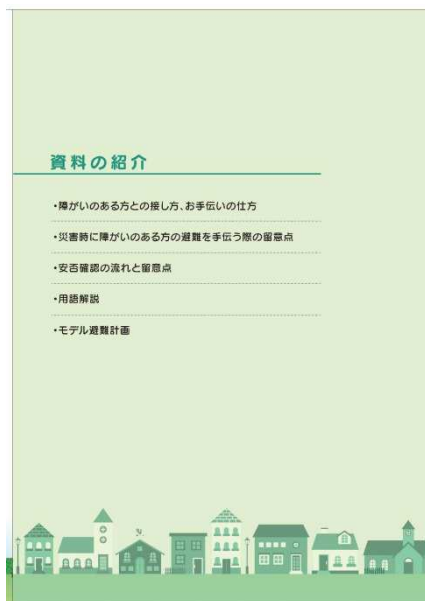 資料の紹介
・障がいのある方との接し方、お手伝いの仕方
・災害時に障がいのある方の避難を手伝う際の留意点
・安否確認の流れと留意点
・用語解説
・モデル避難計画